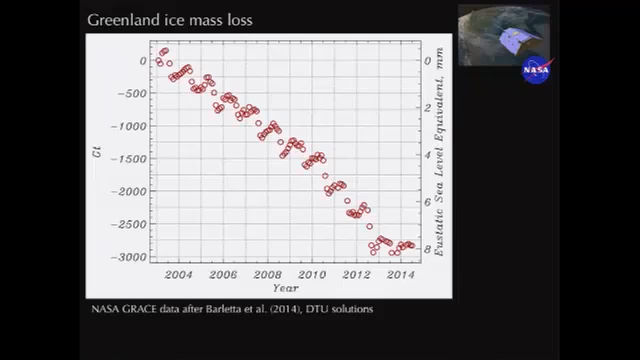 Greenland ice mass loss
NASA
0
-500
-1000
-1500
-2000
-2500
-3000
Gt
0
2
4
6
8
Eustatic Sea Level Equivalent, mm
2004 2006 2008 2010 2012 2014
Year
NASA GRACE data after Barletta et al. (2014), DTU solutions